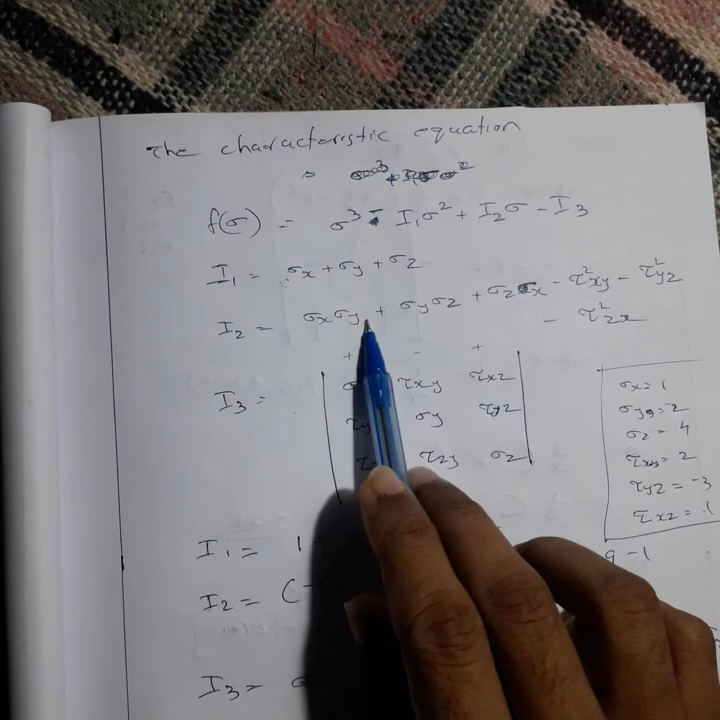 The characteristic equation
=
f(σ) = σ³ - I₁σ² + I₂σ - I₃
I₁ = σx + σy + σz
I₂ = σxσy + σyσz + σzσx - τ²xy - τ²yz
- τ²zx
+ - +
I₃ = τxy τxz
σy τyz
τzy σz
σx = 1
σy = -2
σz = 4
τxy = 2
τyz = -3
τxz = 1
I₁ = 1
9 - 1
I₂ = (-
I₃ = σ